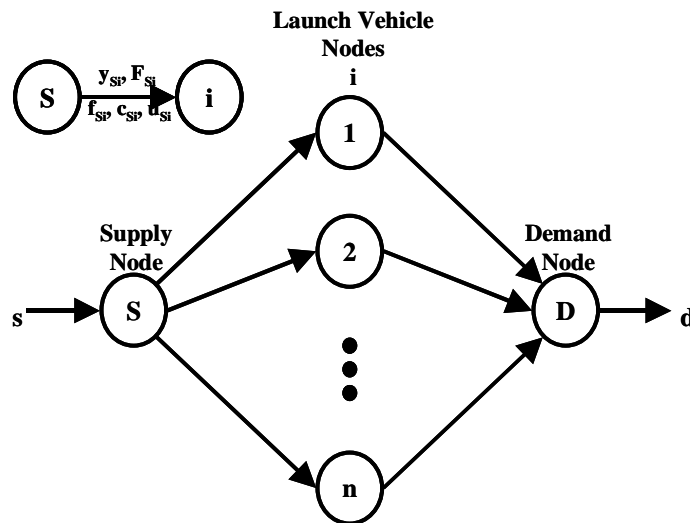 Launch Vehicle
Nodes
i
S
y_Si, F_Si
f_Si, c_Si, u_Si
i
1
Supply
Node
2
Demand
Node
s
S
D
d
n